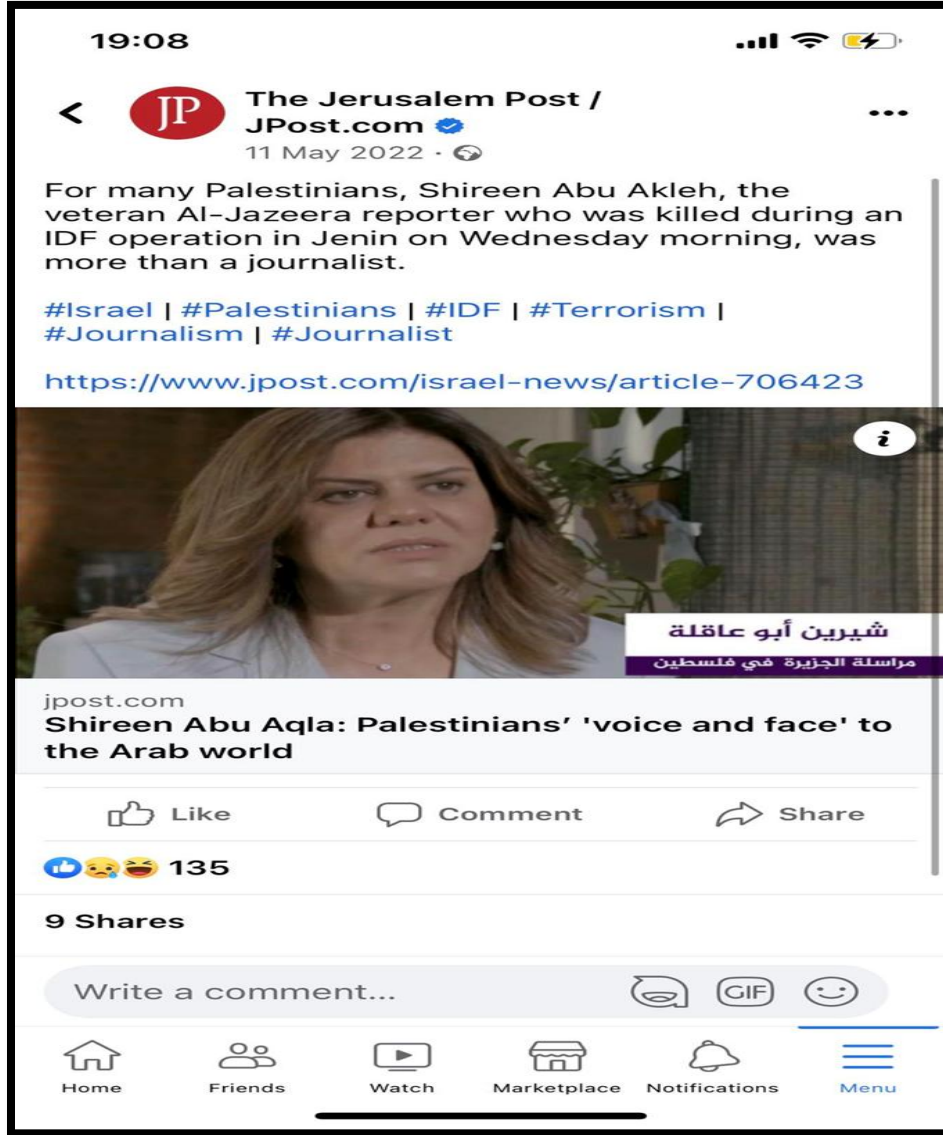 19:08
JP
The Jerusalem Post /
JPost.com
11 May 2022 ·
For many Palestinians, Shireen Abu Akleh, the
veteran Al-Jazeera reporter who was killed during an
IDF operation in Jenin on Wednesday morning, was
more than a journalist.
#Israel | #Palestinians | #IDF | #Terrorism |
#Journalism | #Journalist
https://www.jpost.com/israel-news/article-706423
i
شيرين أبو عاقلة
مراسلة الجزيرة في فلسطين
jpost.com
Shireen Abu Aqla: Palestinians’ 'voice and face' to
the Arab world
Like Comment Share
135
9 Shares
Write a comment... GIF
Home Friends Watch Marketplace Notifications Menu